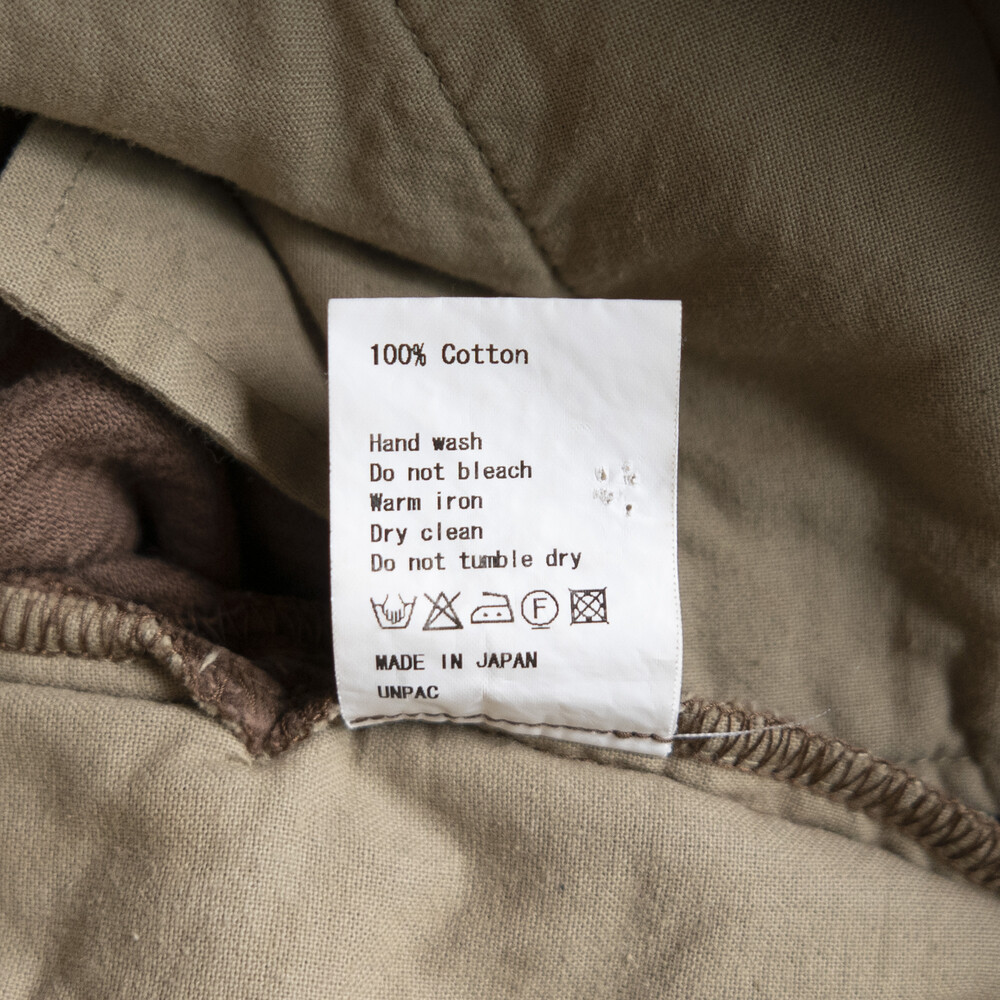 100% Cotton
Hand wash
Do not bleach
Warm iron
Dry clean
Do not tumble dry
F
MADE IN JAPAN
UNPAC